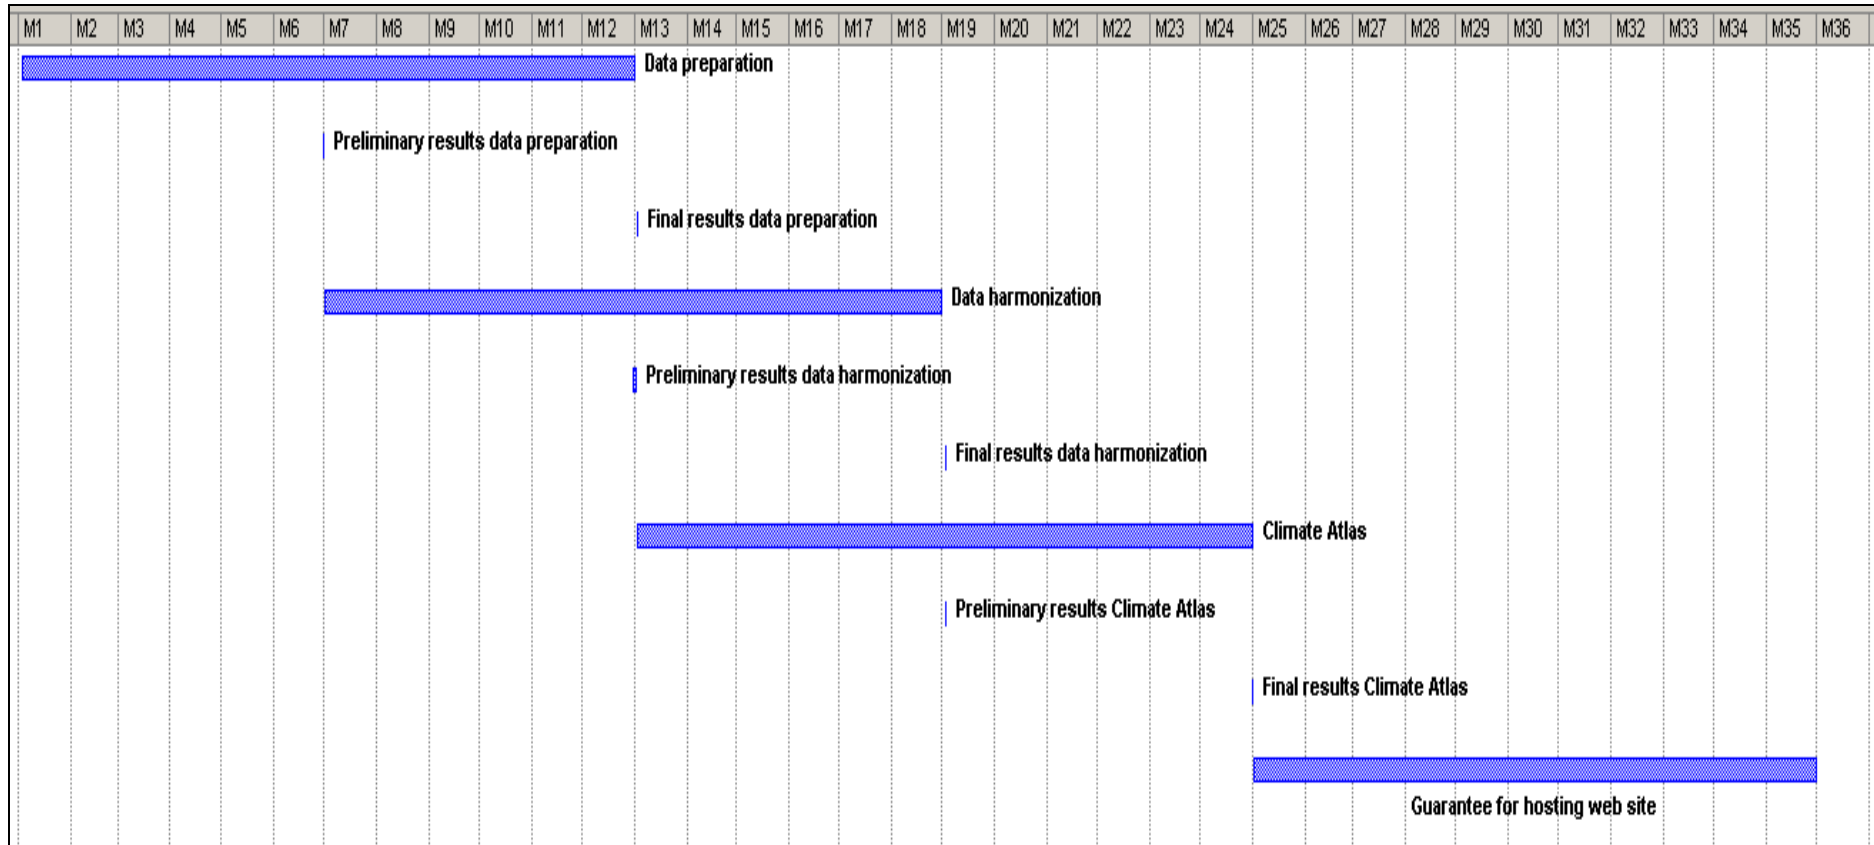 M1 M2 M3 M4 M5 M6 M7 M8 M9 M10 M11 M12 M13 M14 M15 M16 M17 M18 M19 M20 M21 M22 M23 M24 M25 M26 M27 M28 M29 M30 M31 M32 M33 M34 M35 M36
Data preparation
Preliminary results data preparation
Final results data preparation
Data harmonization
Preliminary results data harmonization
Final results data harmonization
Climate Atlas
Preliminary results Climate Atlas
Final results Climate Atlas
Guarantee for hosting web site